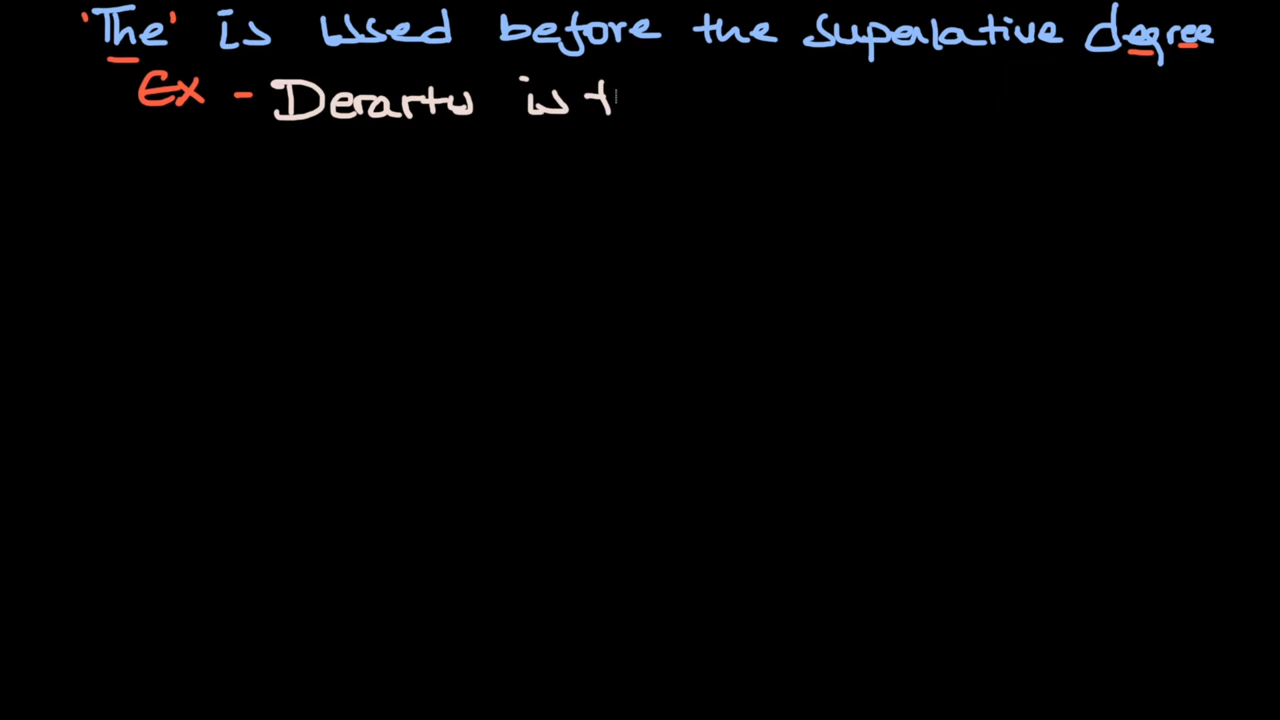 'The' is used before the superlative degree
Ex - Derartu is t